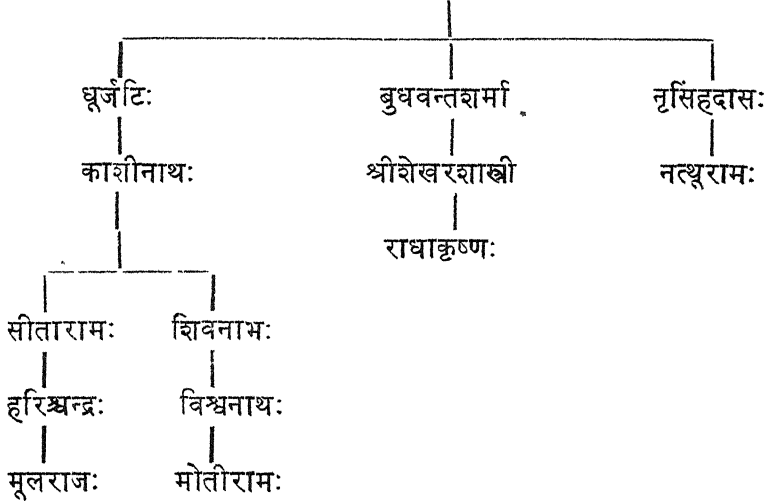 धूर्जटिः बुधवन्तशर्मा नृसिंहदासः
काशीनाथः श्रीशेखरशास्त्री नत्थूरामः
राधाकृष्णः
सीतारामः शिवनाभः
हरिश्चन्द्रः विश्वनाथः
मूलराजः मोतीरामः